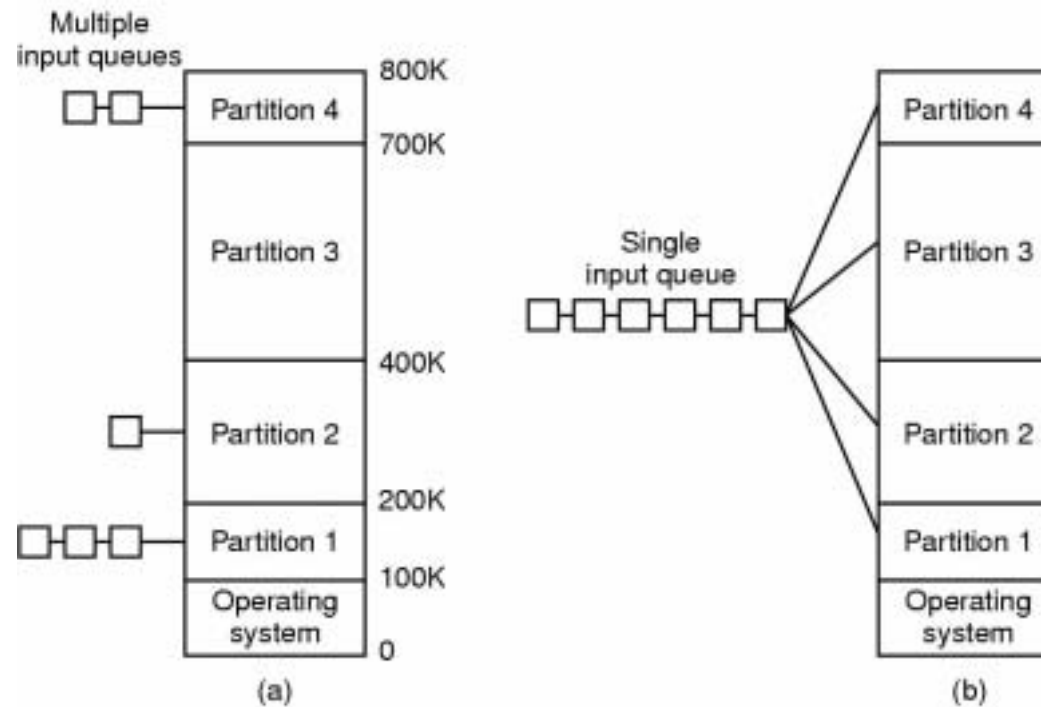 Multiple
input queues
800K
Partition 4
700K
Partition 3
400K
Partition 2
200K
Partition 1
100K
Operating
system
0
(a)
Single
input queue
Partition 4
Partition 3
Partition 2
Partition 1
Operating
system
(b)